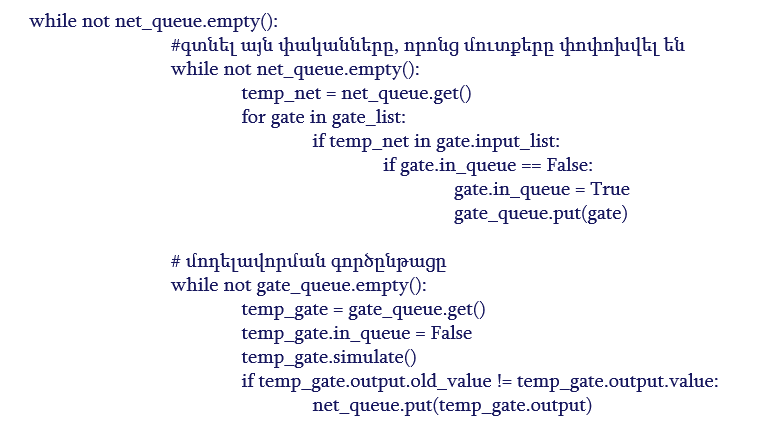 while not net_queue.empty():
#գտնել այն փականները, որոնց մուտքերը փոփոխվել են
while not net_queue.empty():
temp_net = net_queue.get()
for gate in gate_list:
if temp_net in gate.input_list:
if gate.in_queue == False:
gate.in_queue = True
gate_queue.put(gate)
# մոդելավորման գործընթացը
while not gate_queue.empty():
temp_gate = gate_queue.get()
temp_gate.in_queue = False
temp_gate.simulate()
if temp_gate.output.old_value != temp_gate.output.value:
net_queue.put(temp_gate.output)